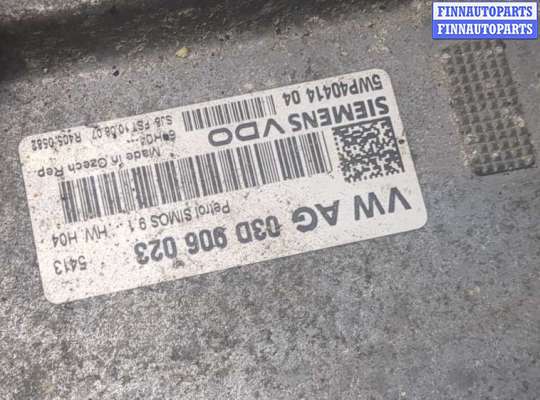 FINNAUTOPARTS
FINNAUTOPARTS
FINNAUTOPARTS
VW AG 03D 906 023
Petrol SIMOS 9.1 HW H04 5413
SIEMENS VDO
5WP40414 04
Made in Czech Rep